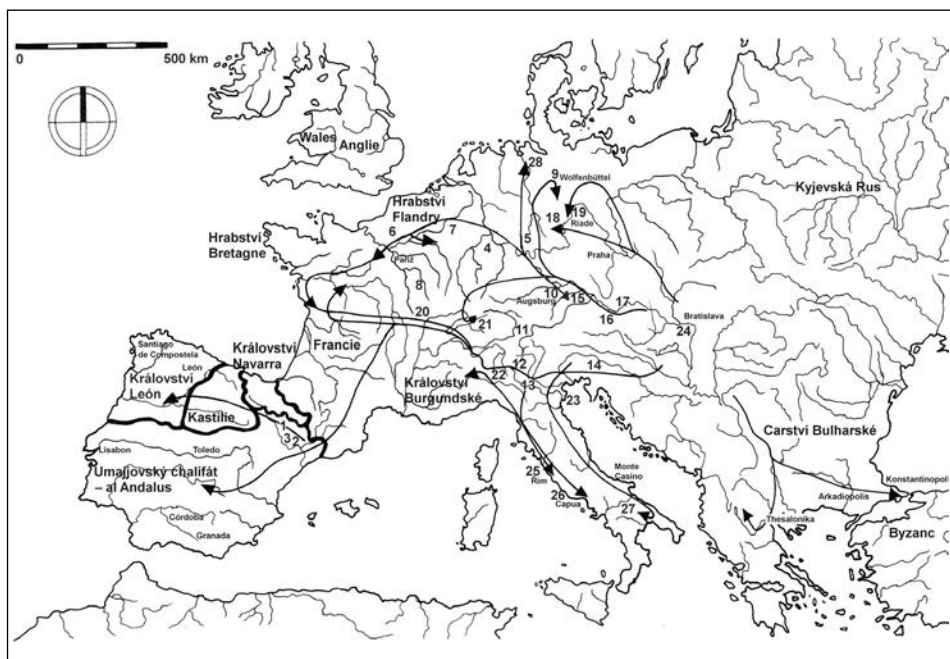 0
500 km
Wales
Anglie
28
9
Wolfenbüttel
Kyjevská Rus
Hrabství
Flandry
18
19
Riade
Hrabství
Bretagne
6
7
4
5
Paříž
Praha
8
10
Augsburg
15
17
16
Bratislava
24
20
21
11
Francie
Santiago
de Compostela
León
Království
Navarra
Království
León
12
22
13
14
Království
Burgundské
23
Kastilie
1
3
2
Carství Bulharské
Lisabon
Toledo
Umajjovský chalifát
– al Andalus
25
Řím
Monte
Casino
Konstantinopol
Arkadiopolis
26
Capua
27
Thesalonika
Córdoba
Granada
Byzanc